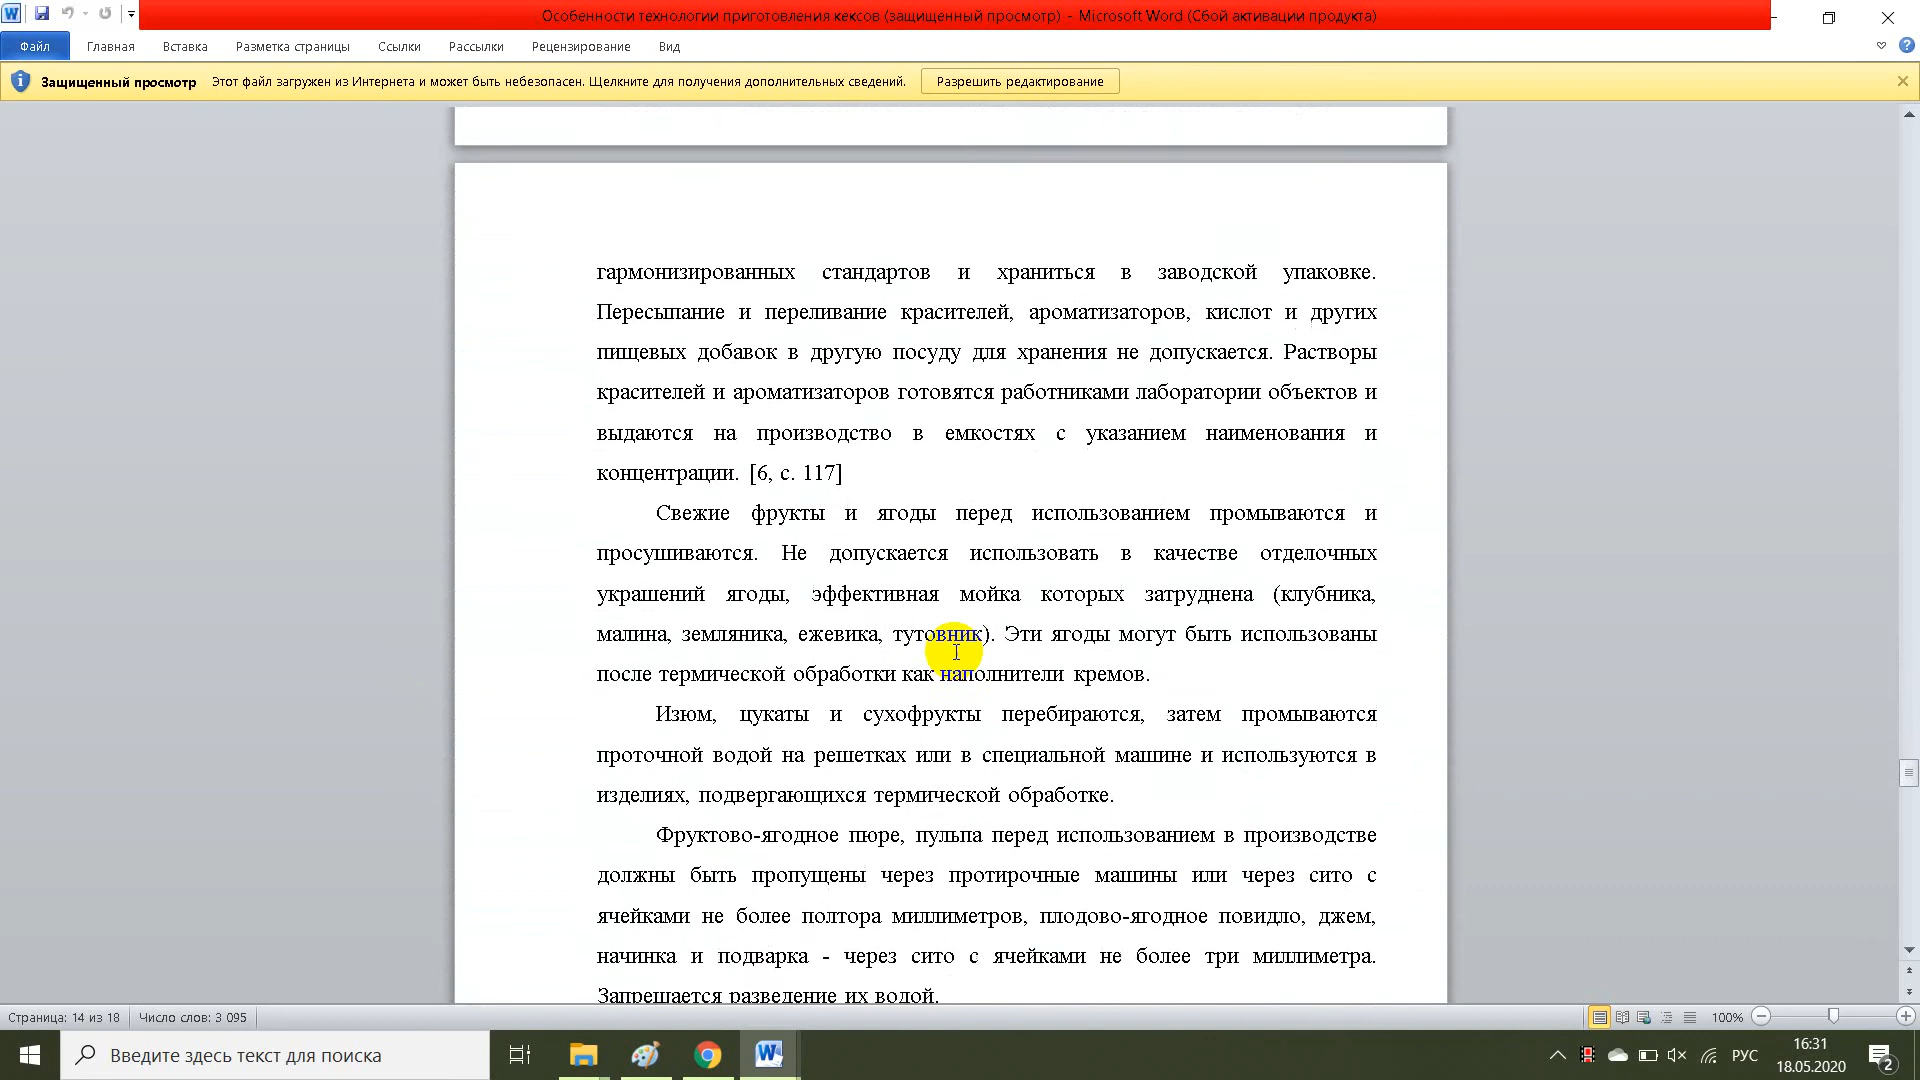 Особенности технологии приготовления кексов (защищенный просмотр) - Microsoft Word (Сбой активации продукта)
Файл Главная Вставка Разметка страницы Ссылки Рассылки Рецензирование Вид
Защищенный просмотр Этот файл загружен из Интернета и может быть небезопасен. Щелкните для получения дополнительных сведений. Разрешить редактирование
гармонизированных стандартов и храниться в заводской упаковке.
Пересыпание и переливание красителей, ароматизаторов, кислот и других
пищевых добавок в другую посуду для хранения не допускается. Растворы
красителей и ароматизаторов готовятся работниками лаборатории объектов и
выдаются на производство в емкостях с указанием наименования и
концентрации. [6, с. 117]
Свежие фрукты и ягоды перед использованием промываются и
просушиваются. Не допускается использовать в качестве отделочных
украшений ягоды, эффективная мойка которых затруднена (клубника,
малина, земляника, ежевика, тутовник). Эти ягоды могут быть использованы
после термической обработки как наполнители кремов.
Изюм, цукаты и сухофрукты перебираются, затем промываются
проточной водой на решетках или в специальной машине и используются в
изделиях, подвергающихся термической обработке.
Фруктово-ягодное пюре, пульпа перед использованием в производстве
должны быть пропущены через протирочные машины или через сито с
ячейками не более полтора миллиметров, плодово-ягодное повидло, джем,
начинка и подварка - через сито с ячейками не более три миллиметра.
Запрещается разведение их водой.
Страница: 14 из 18 Число слов: 3 095 100%
Введите здесь текст для поиска РУС 16:31
18.05.2020 2